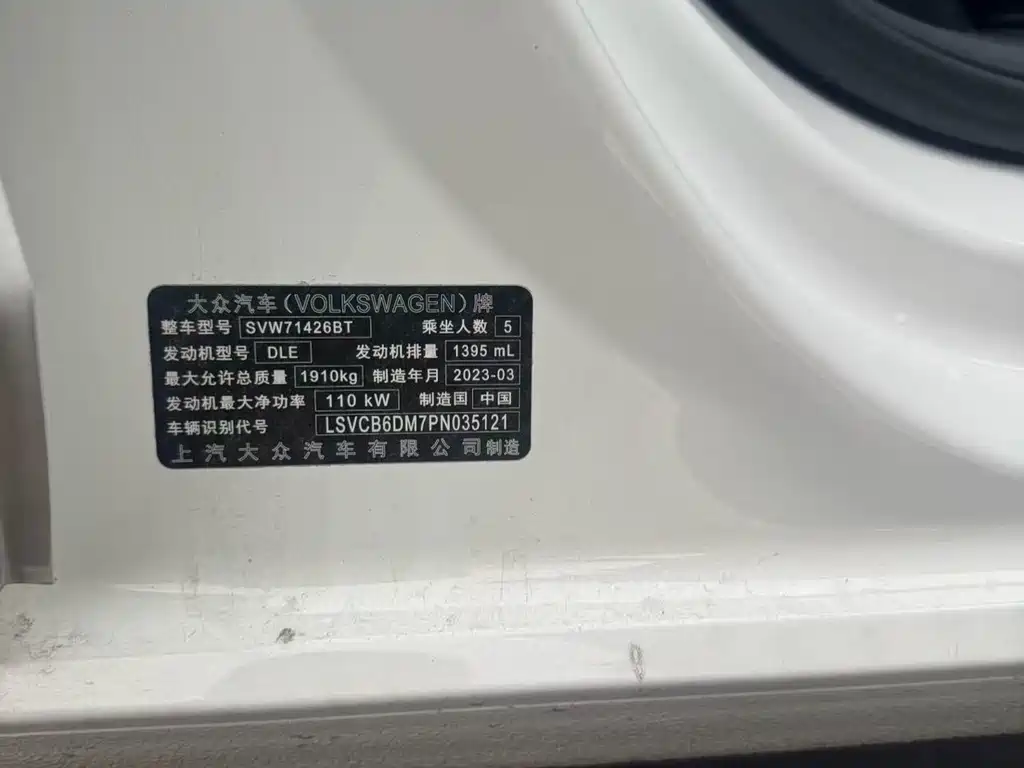 大众汽车(VOLKSWAGEN)牌
整车型号 SVW71426BT 乘坐人数 5
发动机型号 DLE 发动机排量 1395 mL
最大允许总质量 1910kg 制造年月 2023-03
发动机最大净功率 110 kW 制造国 中国
车辆识别代号 LSVCB6DM7PN035121
上汽大众汽车有限公司制造